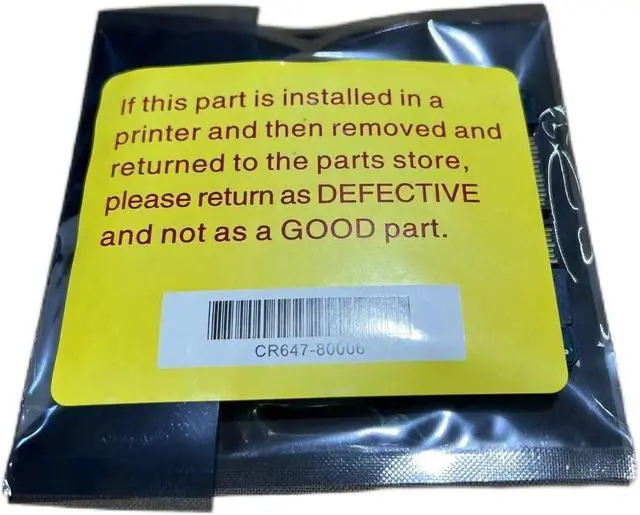 If this part is installed in a
printer and then removed and
returned to the parts store,
please return as DEFECTIVE
and not as a GOOD part.
CR647-80006